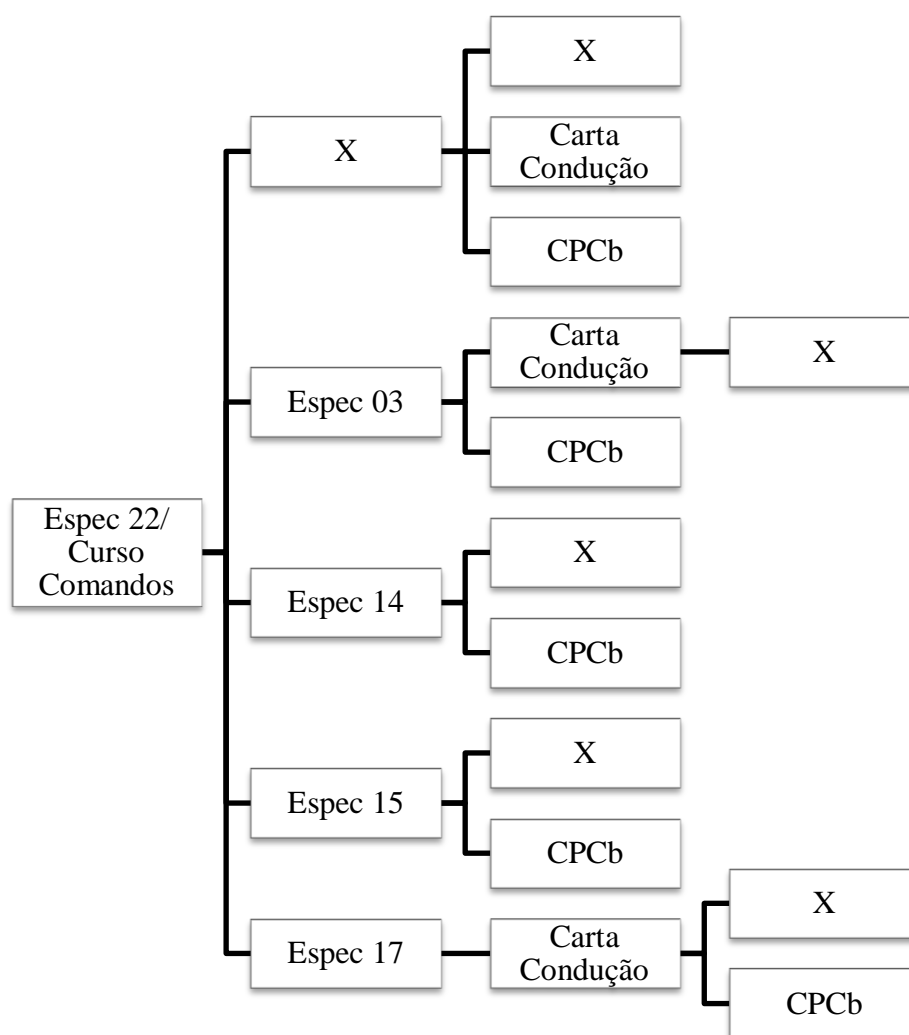 X
X
Carta
Condução
CPCb
Carta
Condução
X
Espec 03
CPCb
Espec 22/
Curso
Comandos
X
Espec 14
CPCb
X
Espec 15
CPCb
X
Espec 17
Carta
Condução
CPCb